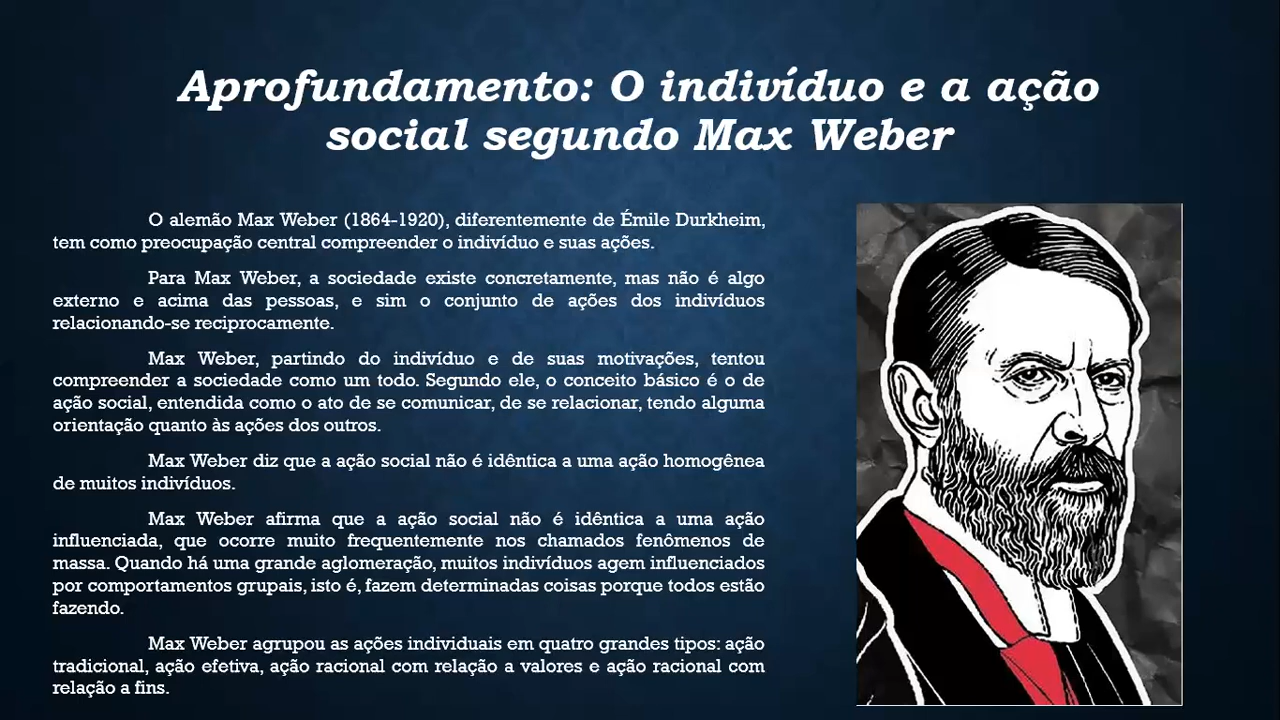 Aprofundamento: O indivíduo e a ação
social segundo Max Weber
O alemão Max Weber (1864-1920), diferentemente de Émile Durkheim,
tem como preocupação central compreender o indivíduo e suas ações.
Para Max Weber, a sociedade existe concretamente, mas não é algo
externo e acima das pessoas, e sim o conjunto de ações dos indivíduos
relacionando-se reciprocamente.
Max Weber, partindo do indivíduo e de suas motivações, tentou
compreender a sociedade como um todo. Segundo ele, o conceito básico é o de
ação social, entendida como o ato de se comunicar, de se relacionar, tendo alguma
orientação quanto às ações dos outros.
Max Weber diz que a ação social não é idêntica a uma ação homogênea
de muitos indivíduos.
Max Weber afirma que a ação social não é idêntica a uma ação
influenciada, que ocorre muito frequentemente nos chamados fenômenos de
massa. Quando há uma grande aglomeração, muitos indivíduos agem influenciados
por comportamentos grupais, isto é, fazem determinadas coisas porque todos estão
fazendo.
Max Weber agrupou as ações individuais em quatro grandes tipos: ação
tradicional, ação efetiva, ação racional com relação a valores e ação racional com
relação a fins.